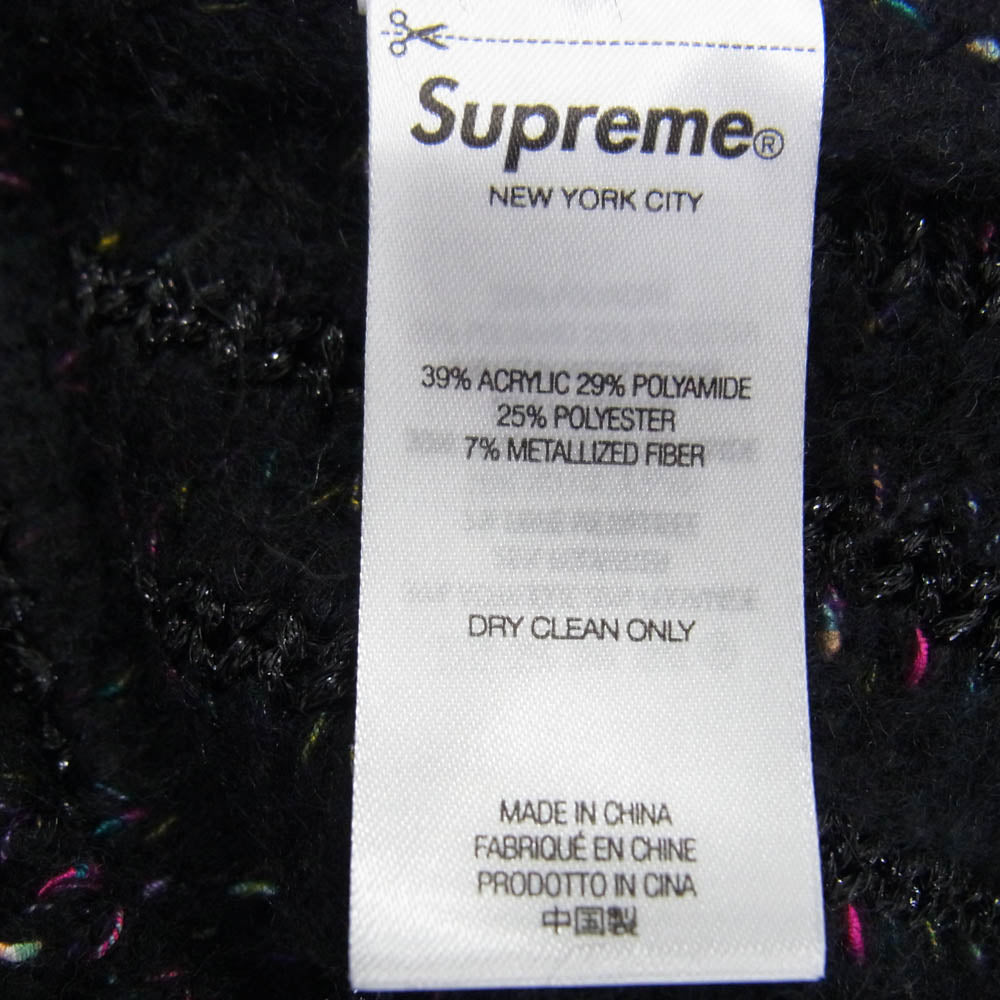 Supreme®
NEW YORK CITY
39% ACRYLIC 29% POLYAMIDE
25% POLYESTER
7% METALLIZED FIBER
DRY CLEAN ONLY
MADE IN CHINA
FABRIQUÉ EN CHINE
PRODOTTO IN CINA
中国製